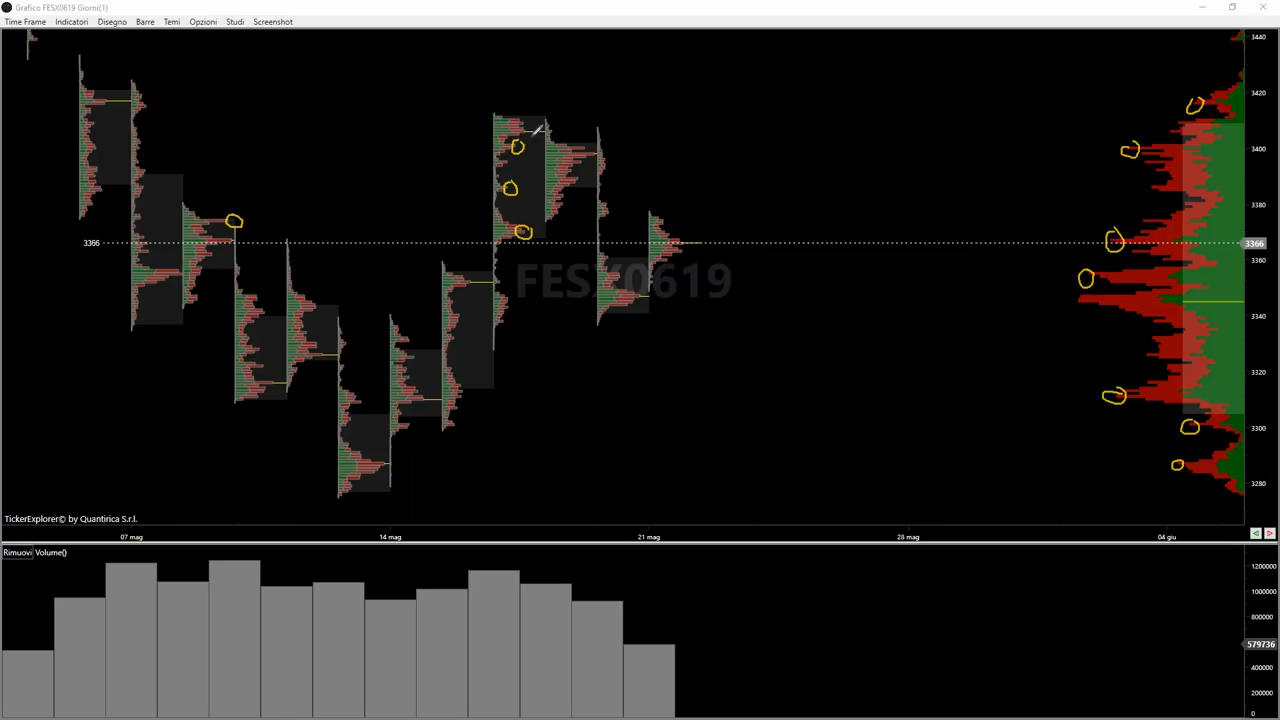 Grafico FESX0619 Giorni(1)
Time Frame Indicatori Disegno Barre Temi Opzioni Studi Screenshot
3440
3420
3400
3380
3366 3366
3360
FESX0619
3340
3320
3300
3280
TickerExplorer© by Quantirica S.r.l.
07 mag 14 mag 21 mag 28 mag 04 giu
Rimuovi Volume()
1200000
1000000
800000
579736
400000
200000
0